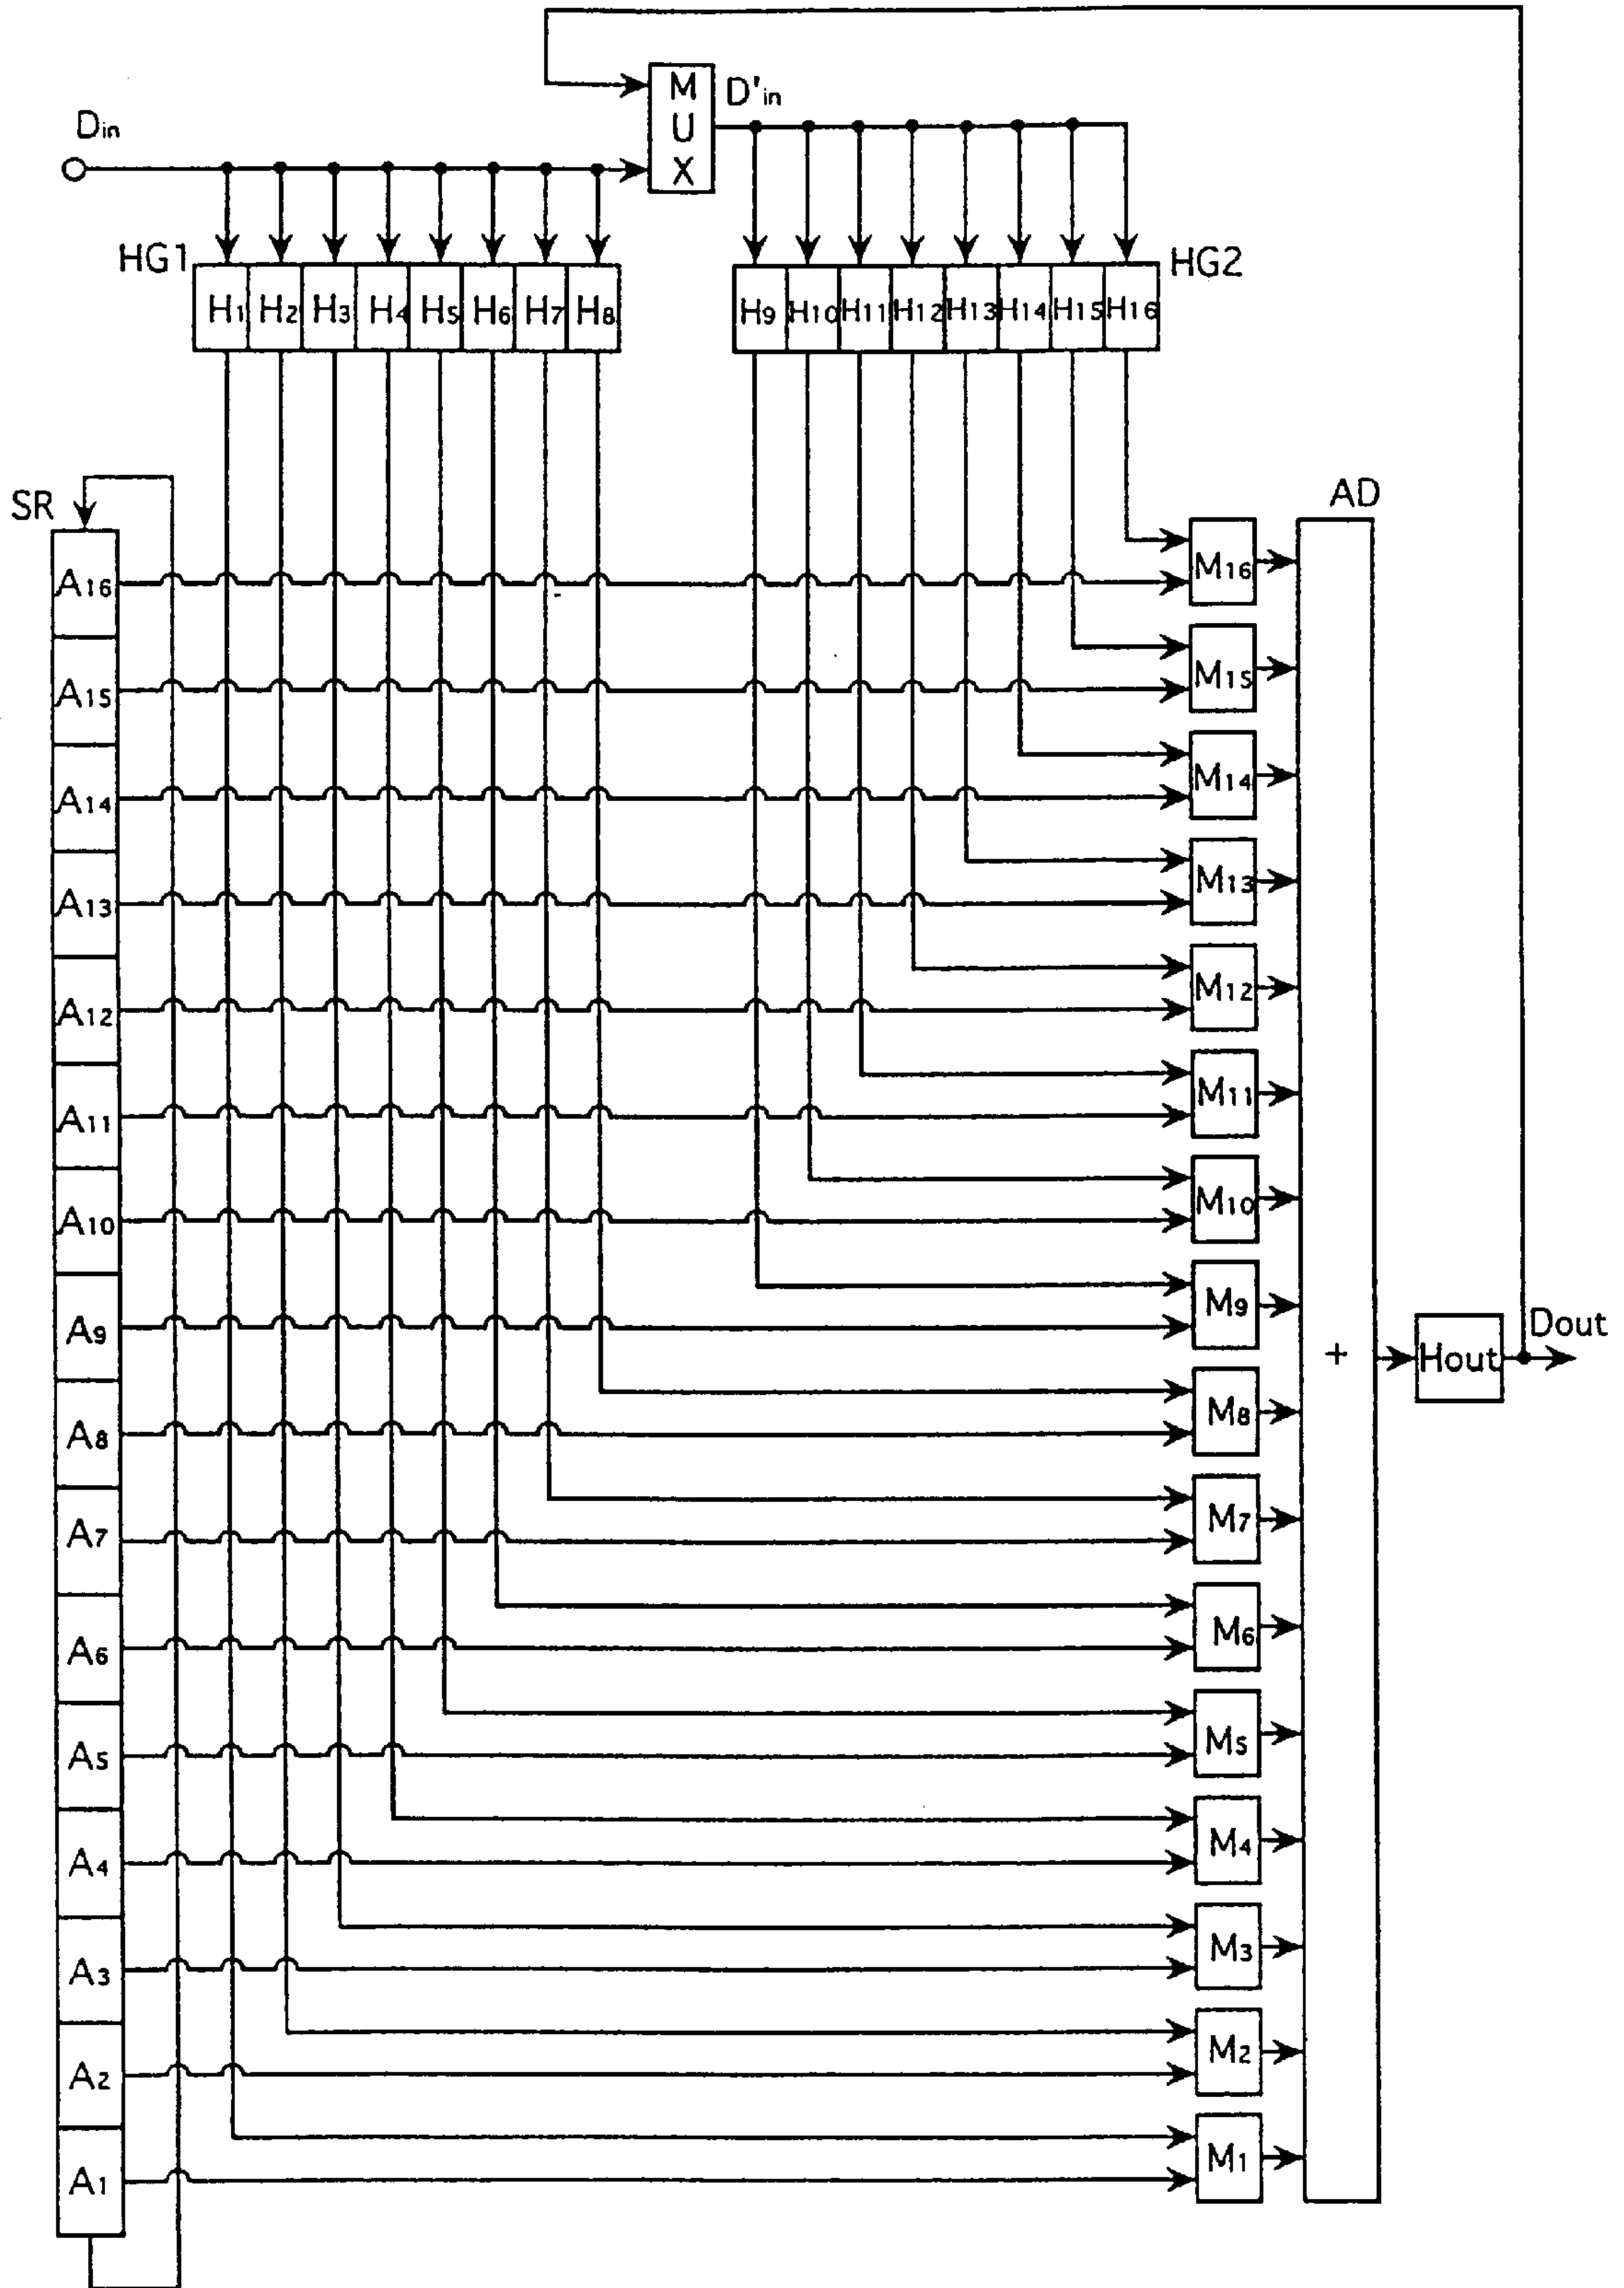 M
U
X
D'in
Din
HG1
H1 H2 H3 H4 H5 H6 H7 H8
H9 H10 H11 H12 H13 H14 H15 H16
HG2
SR
AD
A16
M16
A15
M15
A14
M14
A13
M13
A12
M12
A11
M11
A10
M10
A9
M9
+
Hout
Dout
A8
M8
A7
M7
A6
M6
A5
M5
A4
M4
A3
M3
A2
M2
A1
M1